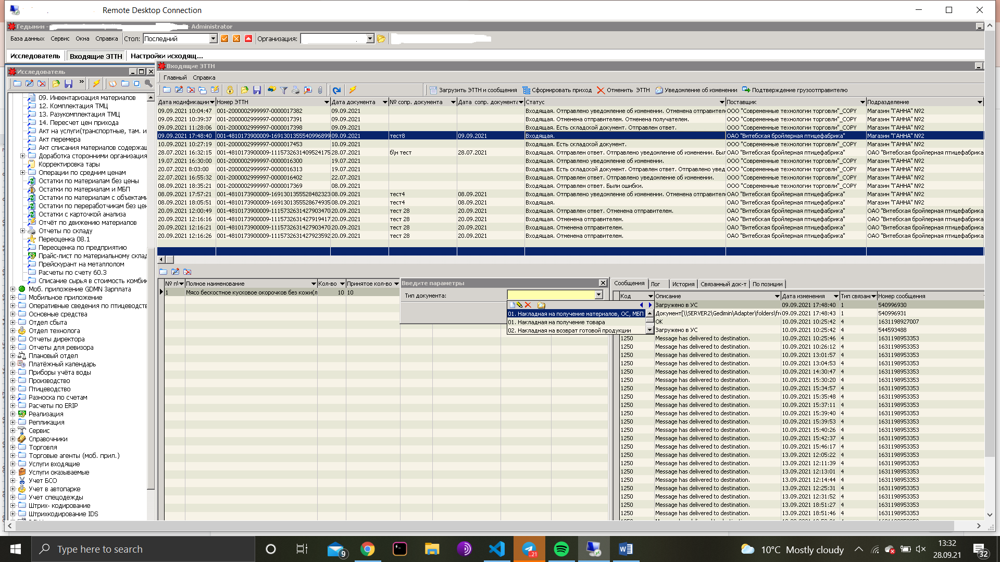 Remote Desktop Connection
Гедымин -
- Administrator
База данных Сервис Окна Справка Стол: Последний Организация:
Исследователь Входящие ЭТТН Настройки исходящ...
Исследователь
09. Инвентаризация материалов
12. Комплектация ТМЦ
13. Разукомплектация ТМЦ
14. Пересчет цен прихода
Акт на услуги(транспортные, там. и
Акт перемера
Акт списания материалов содержащ
Доработка сторонними организация
Корректировка тары
Операции по средним ценам
Остатки по материалам без цены
Остатки по материалам и МБП
Остатки по материалам с объектами
Остатки по переработчикам без цен
Остатки с карточкой анализа
Отчёт по движению материалов
Отчеты по складу
Переоценка 08.1
Переоценка по предприятию
Прайс-лист по материальному склад
Прейскурант на металлолом
Расчеты по счету 60.3
Списание сырья в стоимость комбик
Моб. приложение GDMN Зарплата
Мобильное приложение
Оперативные сведения по птицеводств
Основные средства
Отдел сбыта
Отдел технолога
Отчеты директора
Отчеты для ревизора
Плановый отдел
Платёжный календарь
Приборы учёта воды
Производство
Птицеводство
Разноска по счетам
Расчеты по ERIP
Реализация
Репликация
Сервис
Справочники
Торговля
Торговые агенты (моб. прил.)
Услуги входящие
Услуги оказываемые
Учет БСО
Учет в автопарке
Учет спецодежды
Штрих- кодирование
Штрихкодирование IDS
Входящие ЭТТН
Главный Справка
Загрузить ЭТТН и сообщения Сформировать приход Отменить ЭТТН Уведомление об изменении Подтверждение грузоотправителю
Дата модификации Номер ЭТТН Дата документа № сопр. документа Дата сопр. документа Статус Поставщик Подразделение
09.09.2021 10:04:47 001-2000002999997-0000017382 09.09.2021 Входящая. Отправлено уведомление об изменении. Отменена отправител ООО "Современные технологии торговли"_COPY Магазин "ГАННА" №2
09.09.2021 10:39:37 001-2000002999997-0000017391 09.09.2021 Входящая. Отменена отправителем. Отменена получателем. ООО "Современные технологии торговли"_COPY Магазин "ГАННА" №2
09.09.2021 11:28:06 001-2000002999997-0000017398 09.09.2021 Входящая. Есть складской документ. Отправлен ответ. ООО "Современные технологии торговли"_COPY Магазин "ГАННА" №2
09.09.2021 17:48:40 001-4810173900009-1691301355540996899 09.09.2021 тест8 09.09.2021 Входящая. ОАО "Витебская бройлерная птицефабрика" Магазин "ГАННА" №2
10.09.2021 10:27:19 001-2000002999997-0000017453 10.09.2021 Входящая. Есть складской документ. ООО "Современные технологии торговли"_COPY Магазин "ГАННА" №2
28.07.2021 16:32:15 001-4810173900009-1115732631409524175 28.07.2021 б\н тест 28.07.2021 Входящая. Отправлен ответ. Отправлено уведомление об изменении. Был ОАО "Витебская бройлерная птицефабрика" ОАО "Витебская бройлерная птицефабрика
19.07.2021 16:30:00 001-2000002999997-0000016300 19.07.2021 Входящая. Отправлено уведомление об изменении. ООО "Современные технологии торговли"_COPY Магазин "ГАННА" №2
20.07.2021 8:03:00 001-2000002999997-0000016313 19.07.2021 Входящая. Есть складской документ. Отправлен ответ. Отправлено увед ООО "Современные технологии торговли"_COPY Магазин "ГАННА" №2
22.07.2021 16:55:32 001-2000002999997-0000016402 22.07.2021 Входящая. Отправлен ответ. Отправлено уведомление об изменении. ООО "Современные технологии торговли"_COPY Магазин "ГАННА" №2
08.09.2021 18:35:21 001-2000002999997-0000017369 08.09.2021 Входящая. Отправлен ответ. Были ошибки. ООО "Современные технологии торговли"_COPY Магазин "ГАННА" №2
08.09.2021 17:57:21 001-4810173900009-1691301355528482323 08.09.2021 тест4 08.09.2021 Входящая. Отправлено уведомление об изменении. Отменена отправител ОАО "Витебская бройлерная птицефабрика" Магазин "ГАННА" №2
08.09.2021 18:05:51 001-4810173900009-1691301355528674935 08.09.2021 тест4 08.09.2021 Входящая. ОАО "Витебская бройлерная птицефабрика" Магазин "ГАННА" №2
20.09.2021 12:00:49 001-4810173900009-1115732631427903470 20.09.2021 тест 28 20.09.2021 Входящая. Отправлен ответ. Отменена отправителем. ОАО "Витебская бройлерная птицефабрика" ОАО "Витебская бройлерная птицефабрика
20.09.2021 12:16:16 001-4810173900009-1115732631427919417 20.09.2021 тест 28 20.09.2021 Входящая. Отменена отправителем. ОАО "Витебская бройлерная птицефабрика" ОАО "Витебская бройлерная птицефабрика
20.09.2021 12:16:21 001-4810173900009-1115732631427903470 20.09.2021 тест 28 20.09.2021 Входящая. Отменена отправителем. ОАО "Витебская бройлерная птицефабрика" ОАО "Витебская бройлерная птицефабрика
20.09.2021 12:16:26 001-4810173900009-1115732631427923592 20.09.2021 тест 28 20.09.2021 Входящая. Отменена отправителем. ОАО "Витебская бройлерная птицефабрика" ОАО "Витебская бройлерная птицефабрика
№ п\ Полное наименование Кол-во Принятое кол-во
1 Мясо бескостное кусковое окорочков без кожи(л 10 10
Введите параметры
Тип документа:
01. Накладная на получение материалов, ОС, МБП
01. Накладная на получение товара
02. Накладная на возврат готовой продукции
Сообщения Лог История Связанный док-т По позиции
Код Описание Дата изменения Тип связани Номер сообщения
Загружено в УС 09.09.2021 17:48:40 1 540996930
Документ[\\SERVER2\Gedimin\Adapter\folders\fr 09.09.2021 17:48:43 1 540996931
OK 10.09.2021 10:25:42 4 1631198927007
Загружено в УС 10.09.2021 10:25:42 4 544593488
1250 Message has delivered to destination. 10.09.2021 10:25:46 4 1631198953353
1250 Message has delivered to destination. 10.09.2021 10:26:12 4 1631198953353
1250 Message has delivered to destination. 10.09.2021 13:01:57 4 1631198953353
1250 Message has delivered to destination. 10.09.2021 13:04:53 4 1631198953353
1250 Message has delivered to destination. 10.09.2021 14:30:47 4 1631198953353
1250 Message has delivered to destination. 10.09.2021 15:30:20 4 1631198953353
1250 Message has delivered to destination. 10.09.2021 15:34:57 4 1631198953353
1250 Message has delivered to destination. 10.09.2021 15:35:48 4 1631198953353
1250 Message has delivered to destination. 10.09.2021 15:37:11 4 1631198953353
1250 Message has delivered to destination. 10.09.2021 15:39:40 4 1631198953353
1250 Message has delivered to destination. 10.09.2021 15:39:53 4 1631198953353
1250 Message has delivered to destination. 10.09.2021 15:40:26 4 1631198953353
1250 Message has delivered to destination. 10.09.2021 15:42:37 4 1631198953353
1250 Message has delivered to destination. 10.09.2021 15:46:17 4 1631198953353
1250 Message has delivered to destination. 13.09.2021 12:05:22 4 1631198953353
1250 Message has delivered to destination. 13.09.2021 12:11:39 4 1631198953353
1250 Message has delivered to destination. 13.09.2021 12:13:01 4 1631198953353
1250 Message has delivered to destination. 13.09.2021 12:14:44 4 1631198953353
1250 Message has delivered to destination. 13.09.2021 12:25:31 4 1631198953353
1250 Message has delivered to destination. 13.09.2021 12:31:52 4 1631198953353
1250 Message has delivered to destination. 13.09.2021 18:51:27 4 1631198953353
1250 Message has delivered to destination. 13.09.2021 18:51:46 4 1631198953353
Type here to search
9
..21
10°C Mostly cloudy
13:32
28.09.21
32